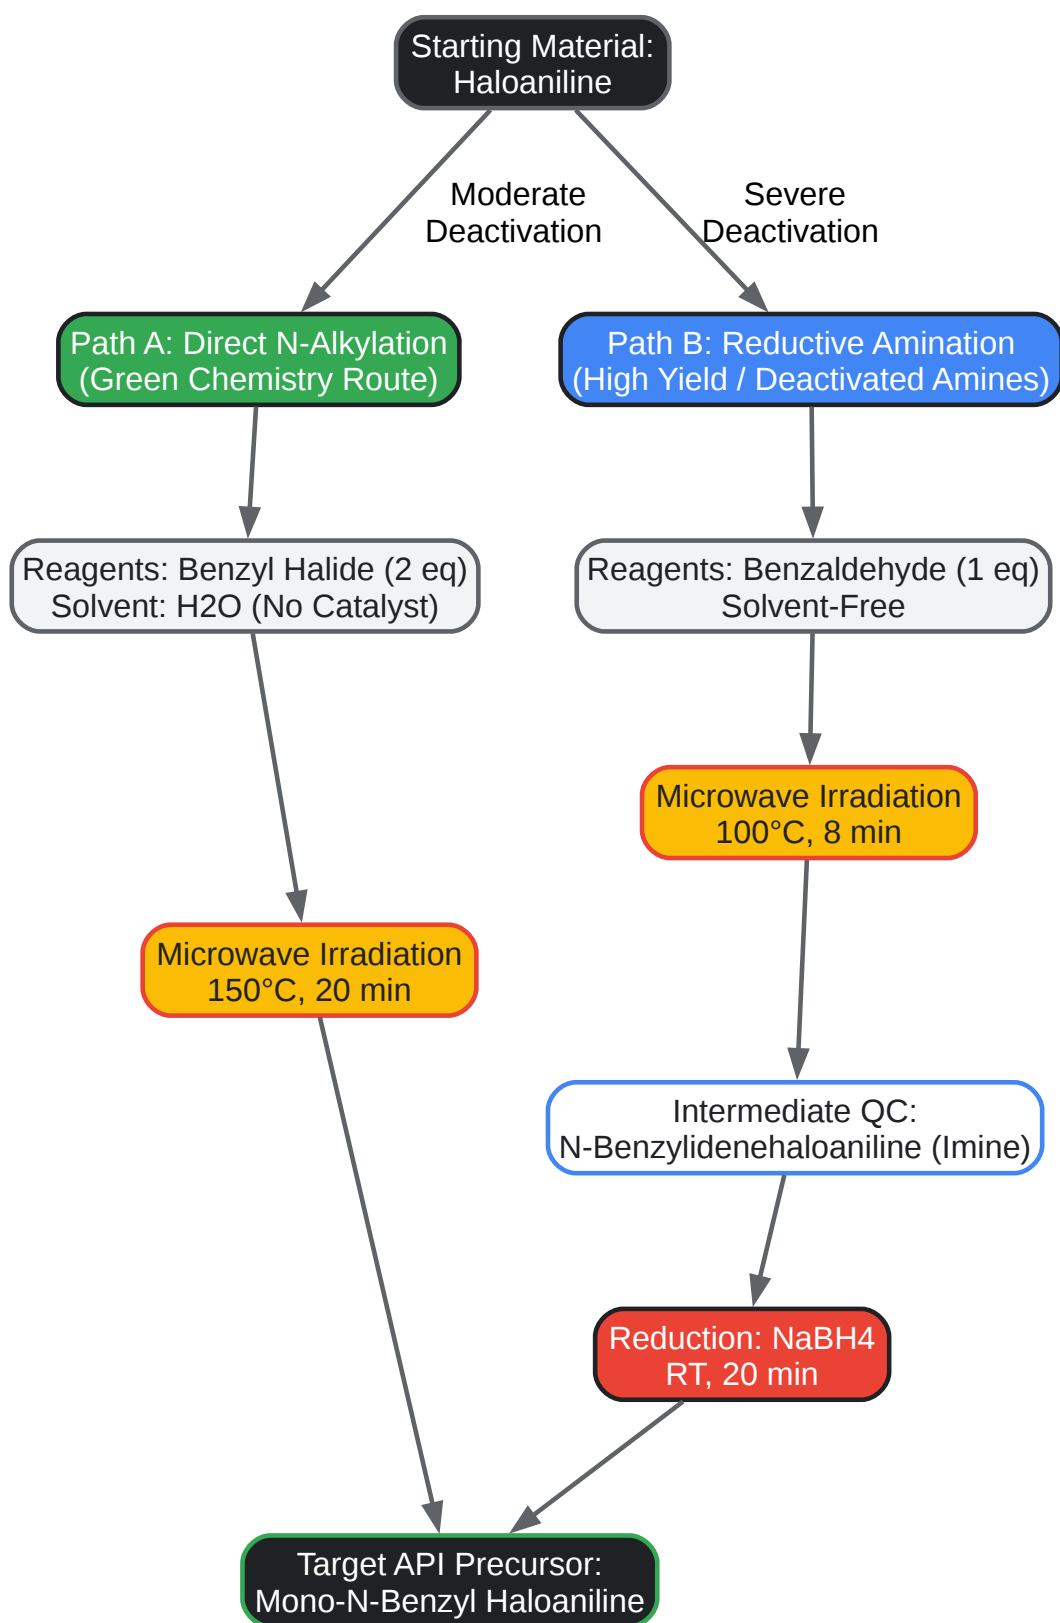 Starting Material:
Haloaniline
Moderate
Deactivation
Severe
Deactivation
Path A: Direct N-Alkylation
(Green Chemistry Route)
Path B: Reductive Amination
(High Yield / Deactivated Amines)
Reagents: Benzyl Halide (2 eq)
Solvent: H2O (No Catalyst)
Reagents: Benzaldehyde (1 eq)
Solvent-Free
Microwave Irradiation
100°C, 8 min
Microwave Irradiation
150°C, 20 min
Intermediate QC:
N-Benzylidenehaloaniline (Imine)
Reduction: NaBH4
RT, 20 min
Target API Precursor:
Mono-N-Benzyl Haloaniline